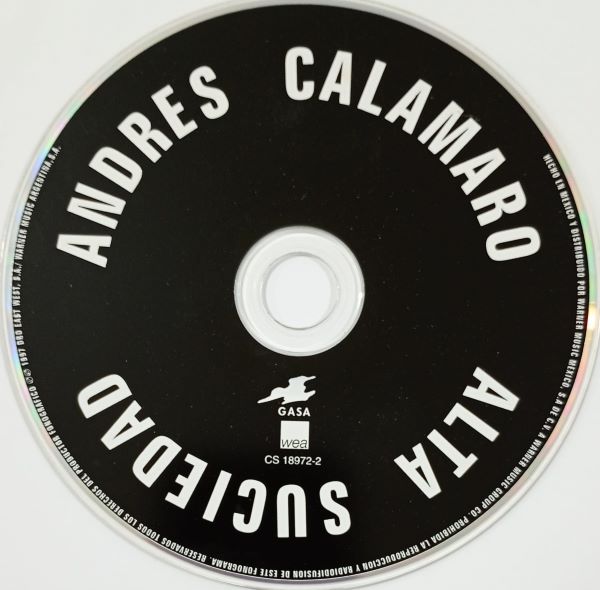 ANDRES CALAMARO
ALTA SUCIEDAD
GASA
wea
CS 18972-2
HECHO EN MEXICO Y DISTRIBUIDO POR WARNER MUSIC MEXICO, S.A DE C.V. A WARNER MUSIC GROUP CO. PROHIBIDA LA REPRODUCCION Y RADIODIFUSION DE ESTE FONOGRAMA. RESERVADOS TODOS LOS DERECHOS DEL PRODUCTOR FONOGRAFICO ℗ © 1997 DRO EAST WEST, S.A./ WARNER MUSIC ARGENTINA, S.A.